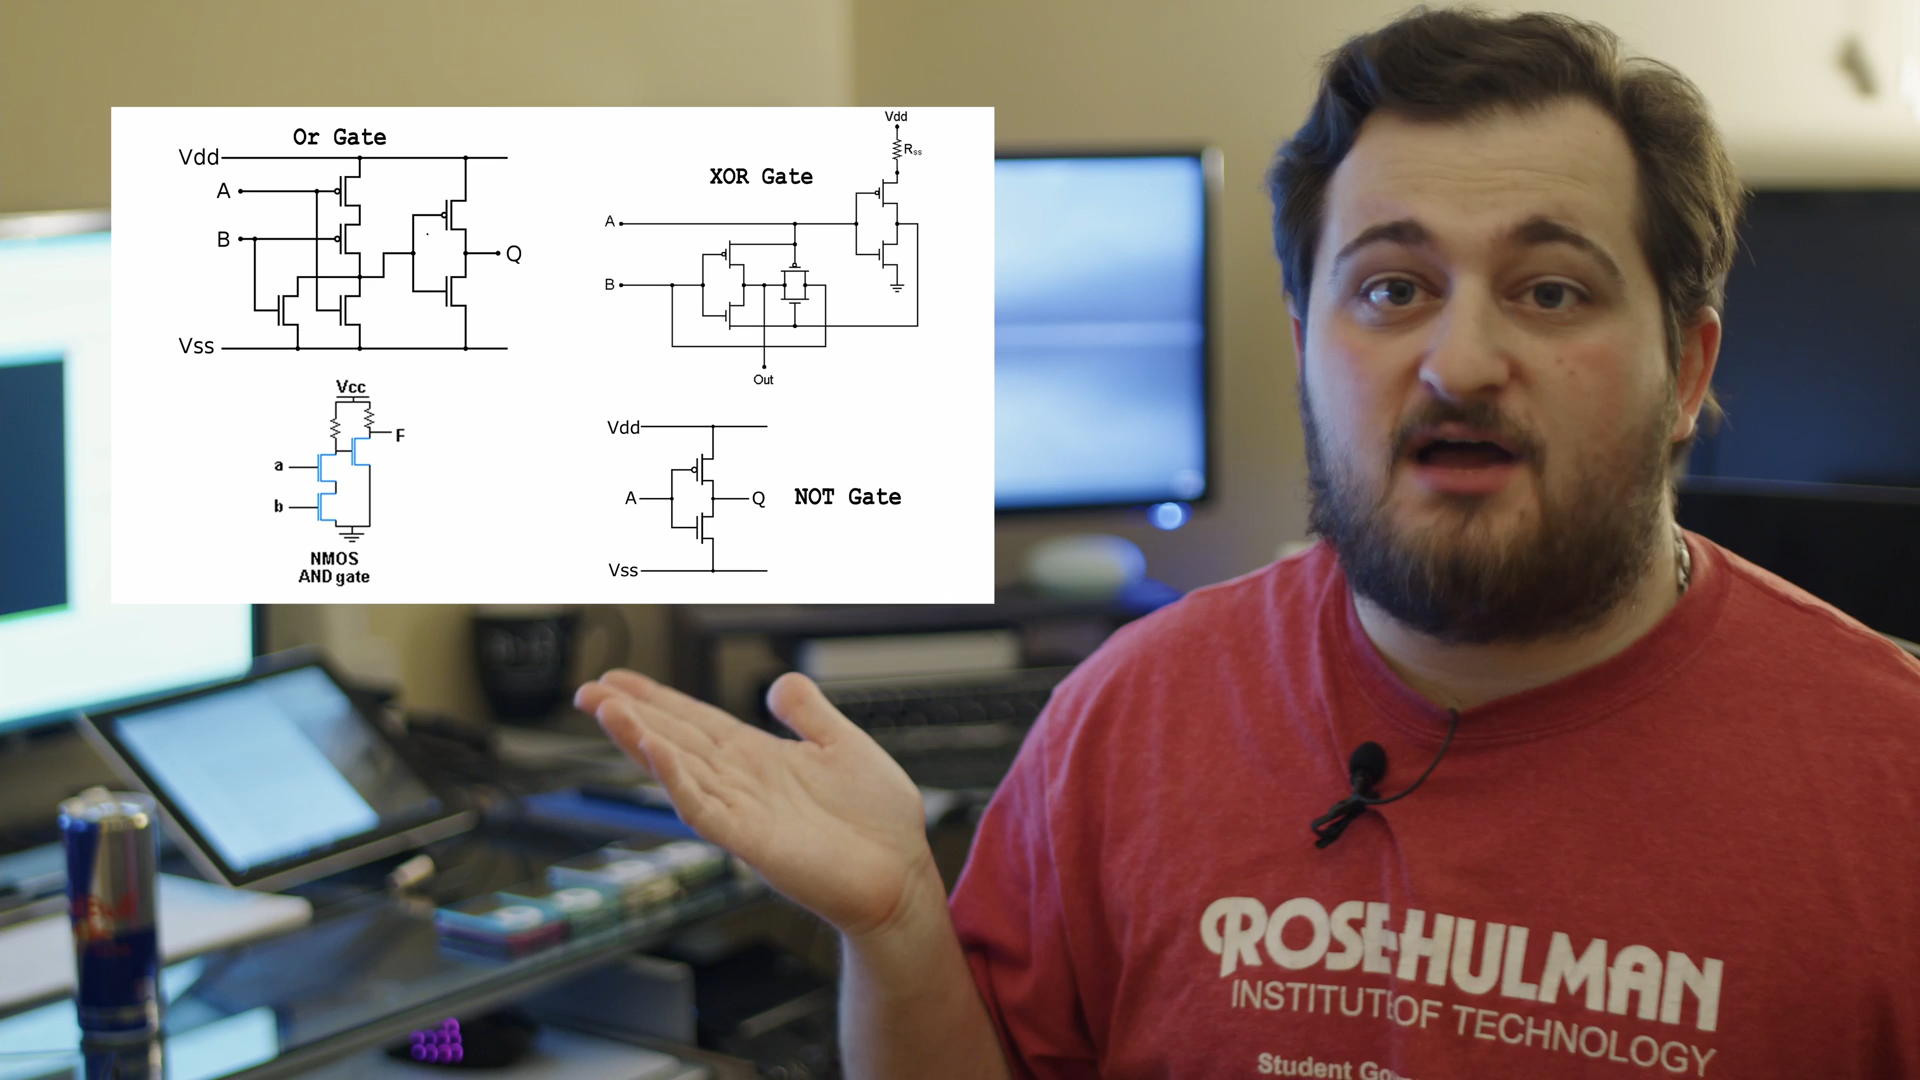 Or Gate
Vdd
A
B
Q
Vss
Vdd
Rss
XOR Gate
A
B
Out
Vcc
F
a
b
NMOS
AND gate
Vdd
A
Q
NOT Gate
Vss
ROSE-HULMAN
INSTITUTE OF TECHNOLOGY
Student Go